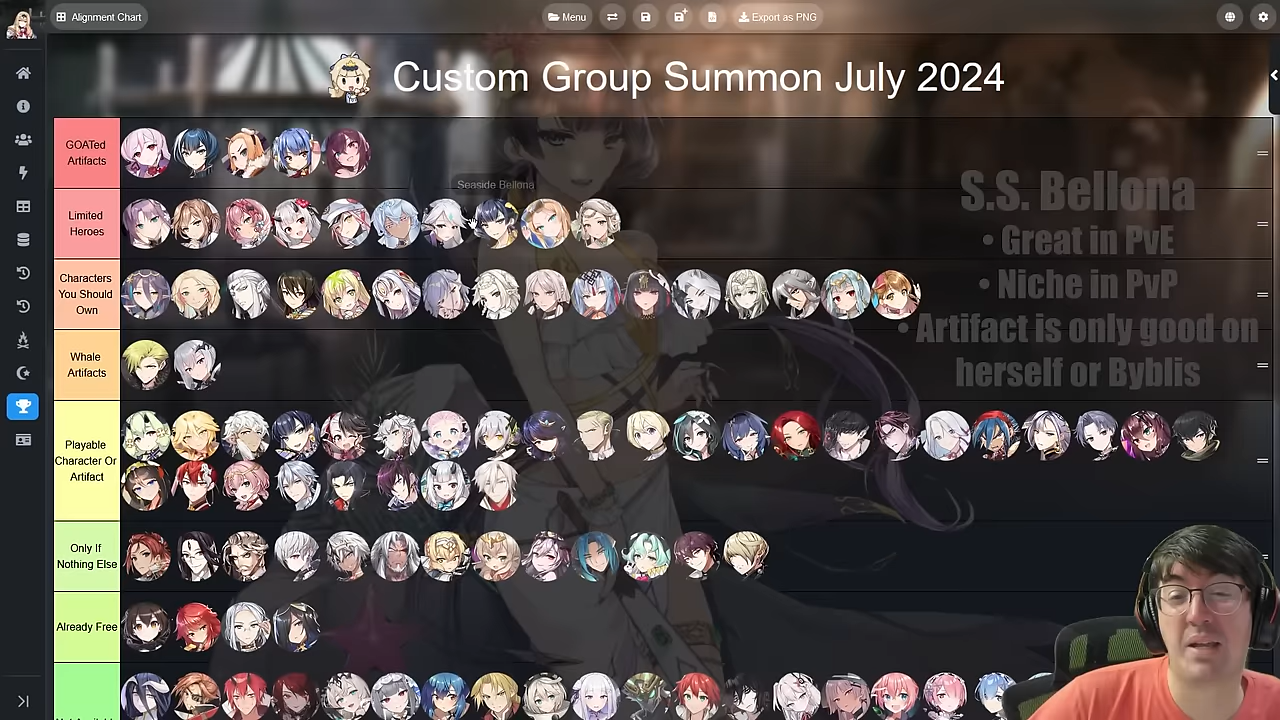 Alignment Chart
Menu
Export as PNG
Custom Group Summon July 2024
GOATed
Artifacts
Seaside Bellona
Limited
Heroes
Characters
You Should
Own
Whale
Artifacts
Playable
Character Or
Artifact
Only If
Nothing Else
Already Free
S.S. Bellona
• Great in PvE
• Niche in PvP
• Artifact is only good on
herself or Byblis